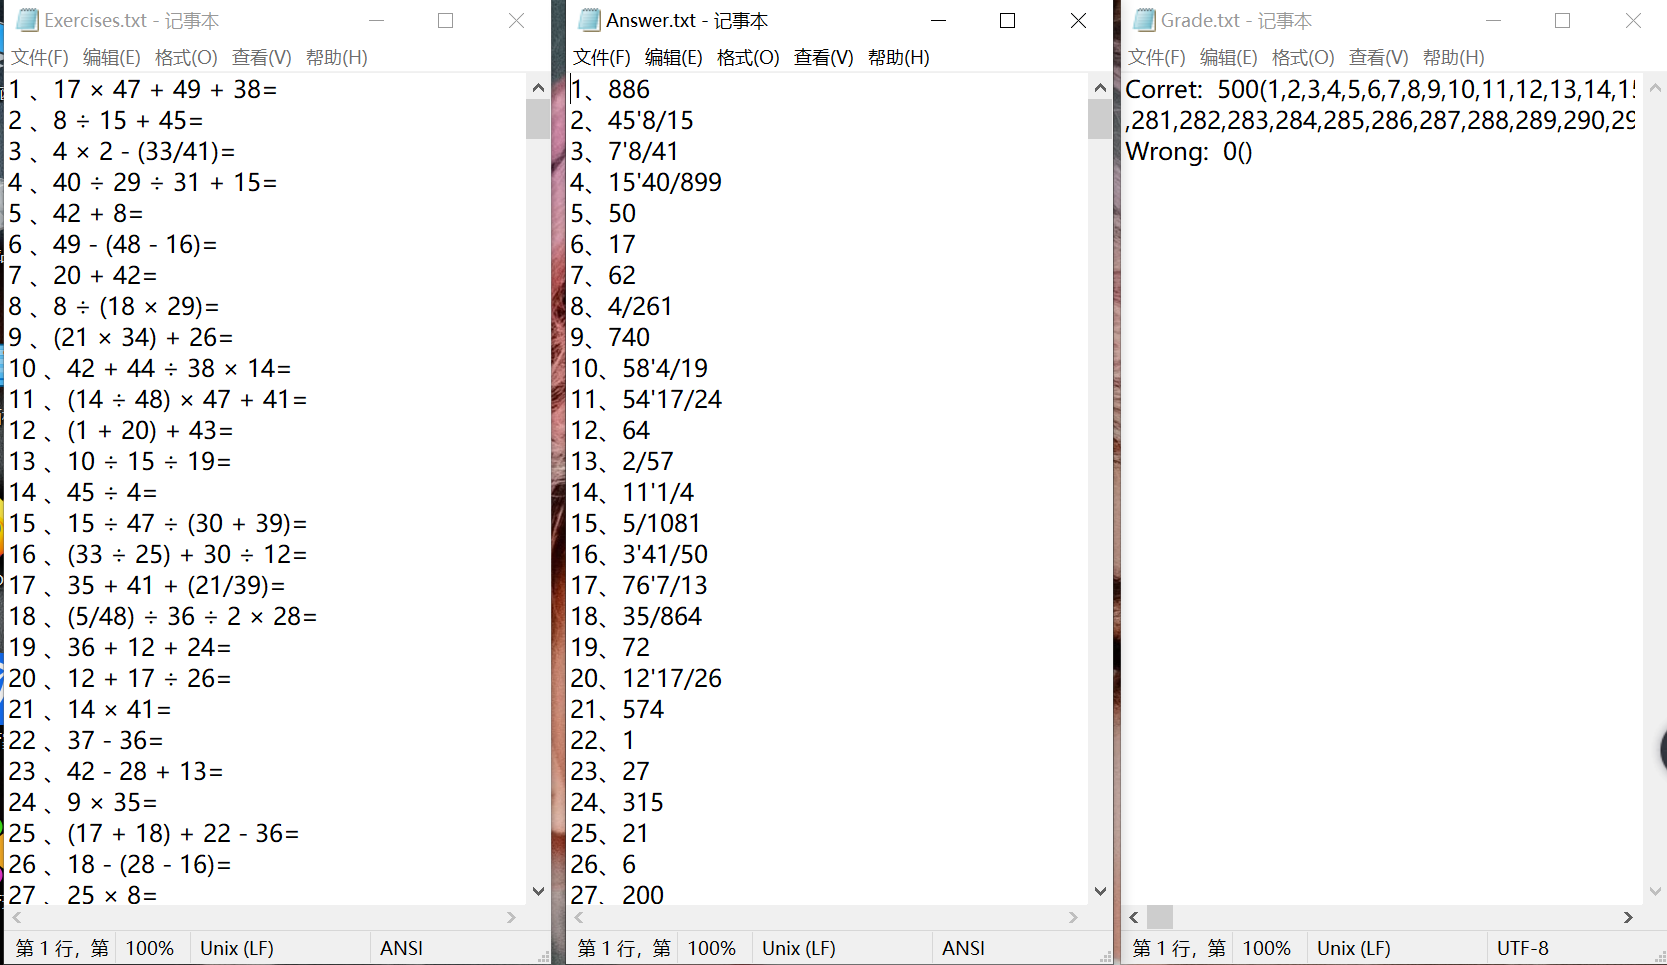 Exercises.txt - 记事本
文件(F) 编辑(E) 格式(O) 查看(V) 帮助(H)
1 、17 × 47 + 49 + 38=
2 、8 ÷ 15 + 45=
3 、4 × 2 - (33/41)=
4 、40 ÷ 29 ÷ 31 + 15=
5 、42 + 8=
6 、49 - (48 - 16)=
7 、20 + 42=
8 、8 ÷ (18 × 29)=
9 、(21 × 34) + 26=
10 、42 + 44 ÷ 38 × 14=
11 、(14 ÷ 48) × 47 + 41=
12 、(1 + 20) + 43=
13 、10 ÷ 15 ÷ 19=
14 、45 ÷ 4=
15 、15 ÷ 47 ÷ (30 + 39)=
16 、(33 ÷ 25) + 30 ÷ 12=
17 、35 + 41 + (21/39)=
18 、(5/48) ÷ 36 ÷ 2 × 28=
19 、36 + 12 + 24=
20 、12 + 17 ÷ 26=
21 、14 × 41=
22 、37 - 36=
23 、42 - 28 + 13=
24 、9 × 35=
25 、(17 + 18) + 22 - 36=
26 、18 - (28 - 16)=
27 、25 × 8=
第 1 行，第 100% Unix (LF) ANSI
Answer.txt - 记事本
文件(F) 编辑(E) 格式(O) 查看(V) 帮助(H)
1、886
2、45'8/15
3、7'8/41
4、15'40/899
5、50
6、17
7、62
8、4/261
9、740
10、58'4/19
11、54'17/24
12、64
13、2/57
14、11'1/4
15、5/1081
16、3'41/50
17、76'7/13
18、35/864
19、72
20、12'17/26
21、574
22、1
23、27
24、315
25、21
26、6
27、200
第 1 行，第 100% Unix (LF) ANSI
Grade.txt - 记事本
文件(F) 编辑(E) 格式(O) 查看(V) 帮助(H)
Corret: 500(1,2,3,4,5,6,7,8,9,10,11,12,13,14,15
,281,282,283,284,285,286,287,288,289,290,29
Wrong: 0()
第 1 行，第 100% Unix (LF) UTF-8